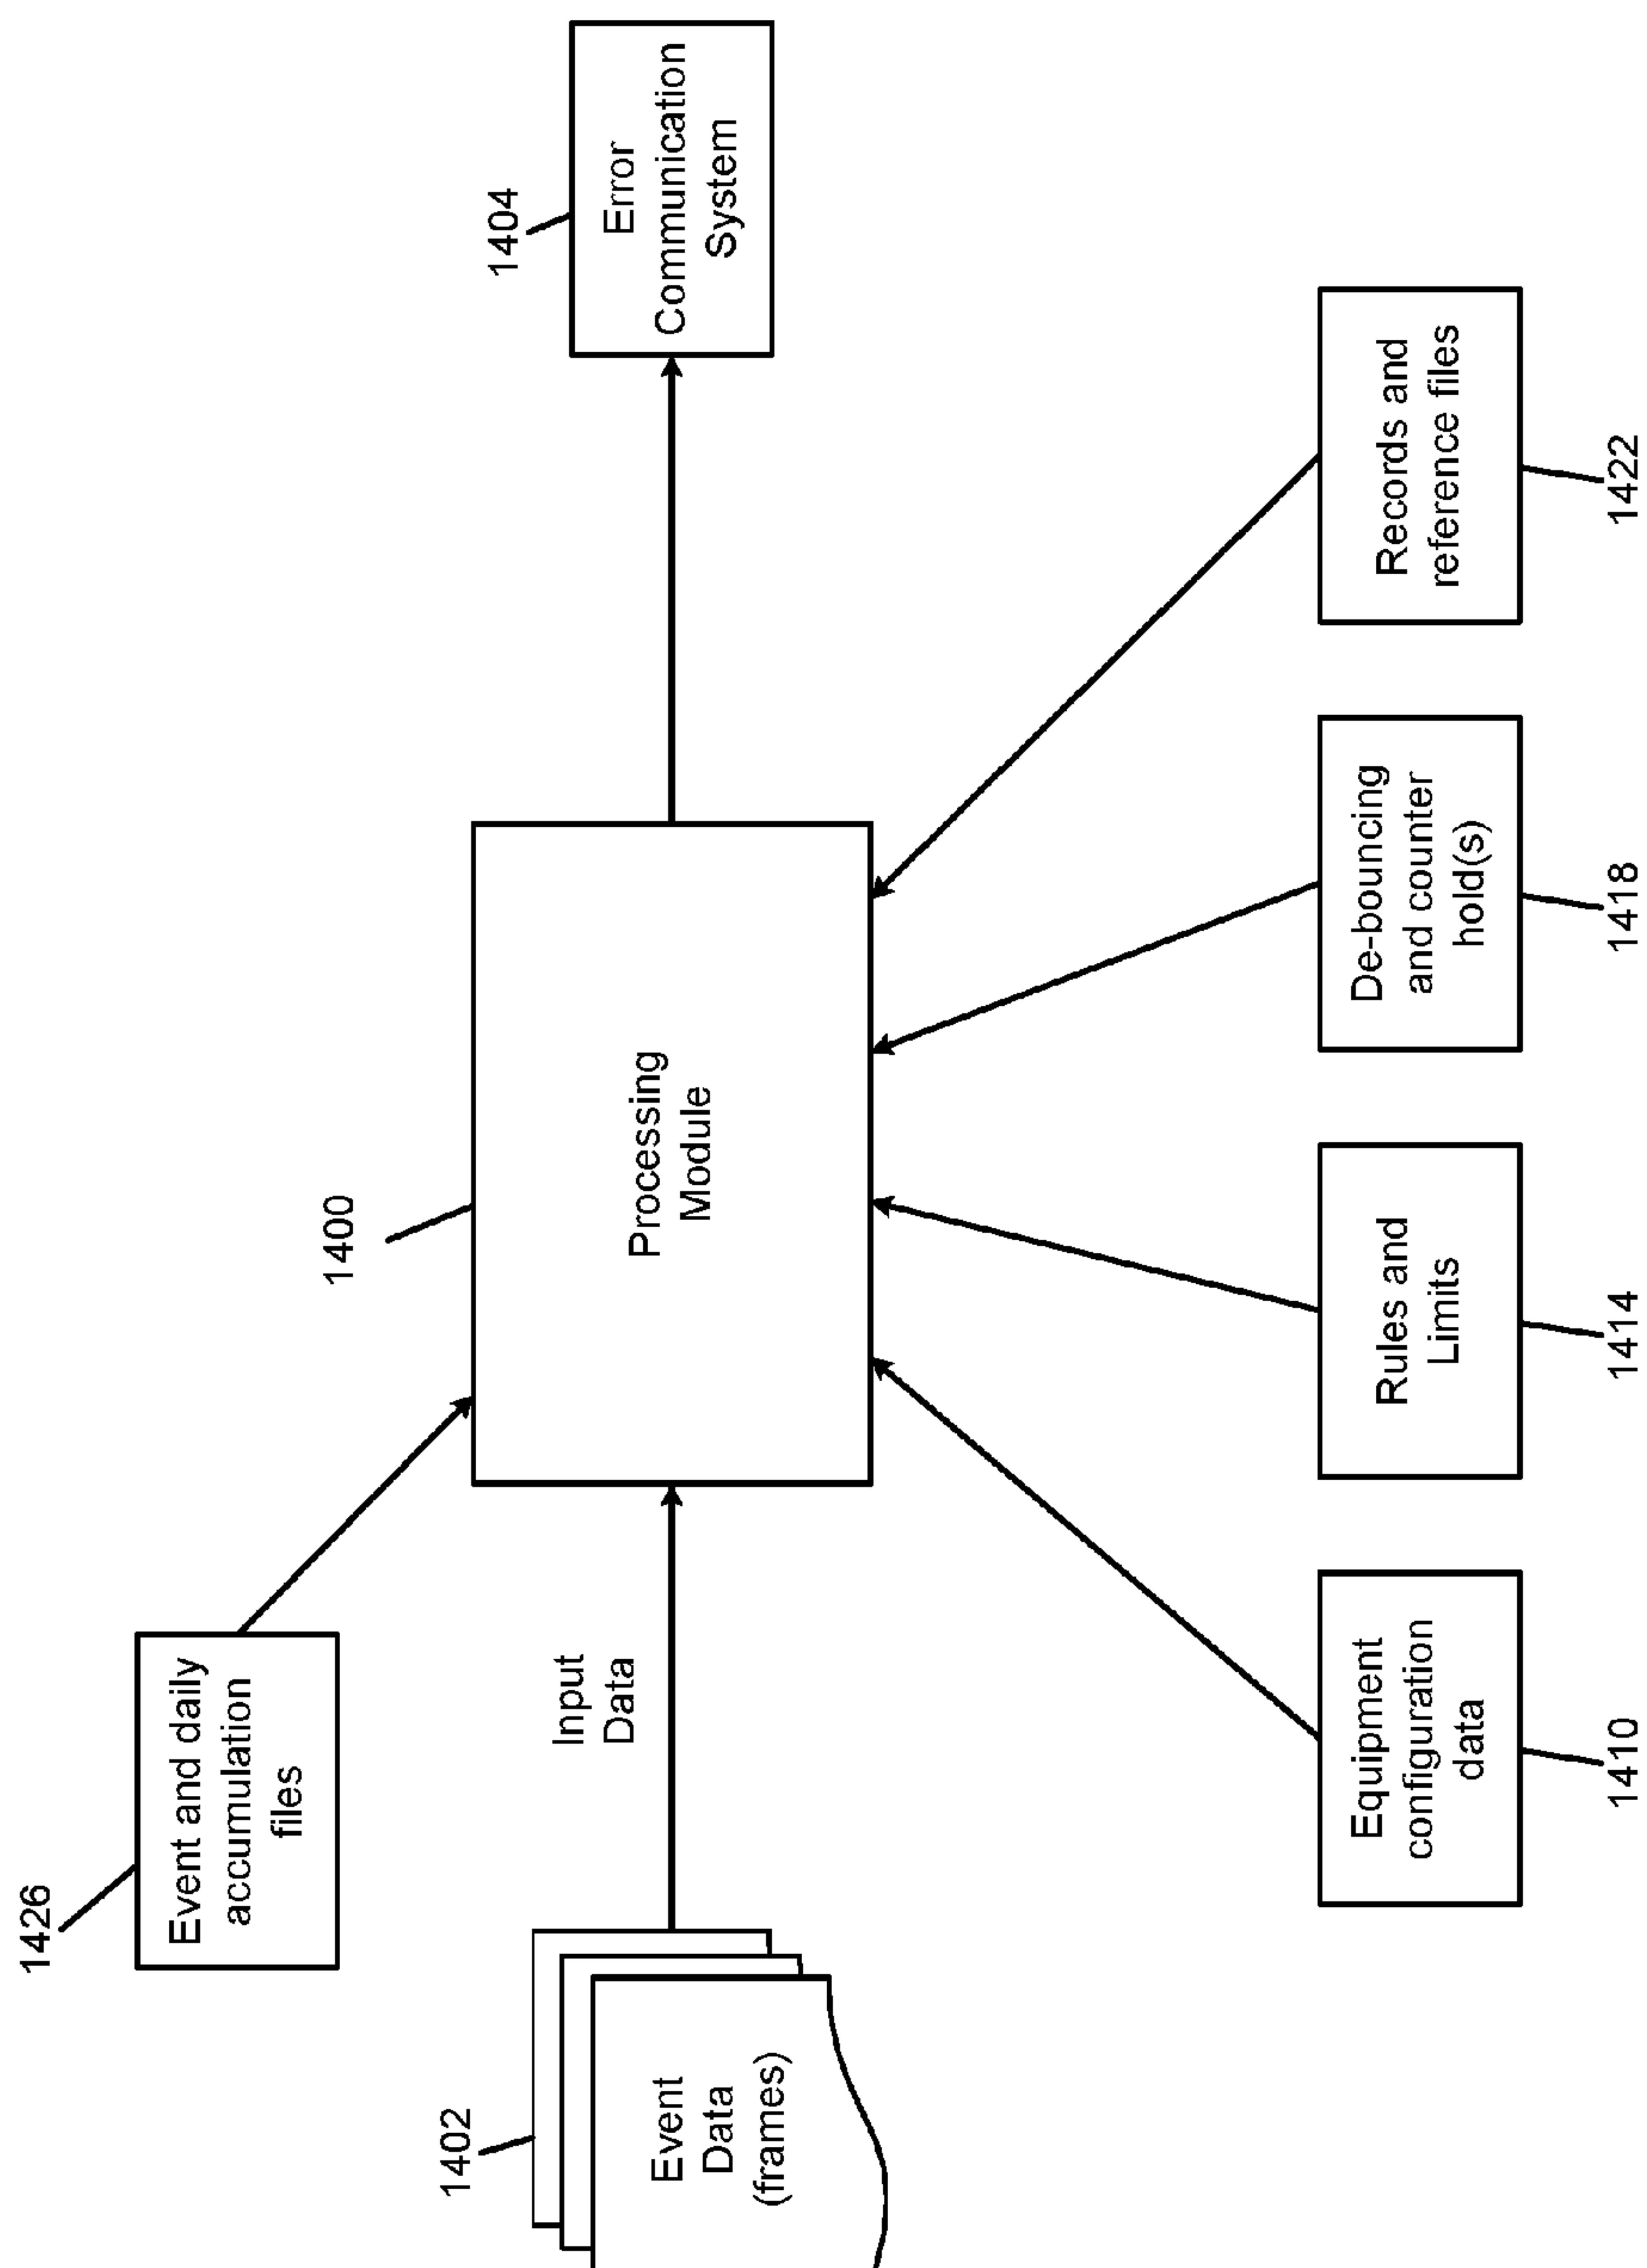 1426
Event and daily
accumulation
files
1402
Event
Data
(frames)
Input
Data
1400
Processing
Module
1404
Error
Communication
System
Equipment
configuration
data
1410
Rules and
Limits
1414
De-bouncing
and counter
hold(s)
1418
Records and
reference files
1422